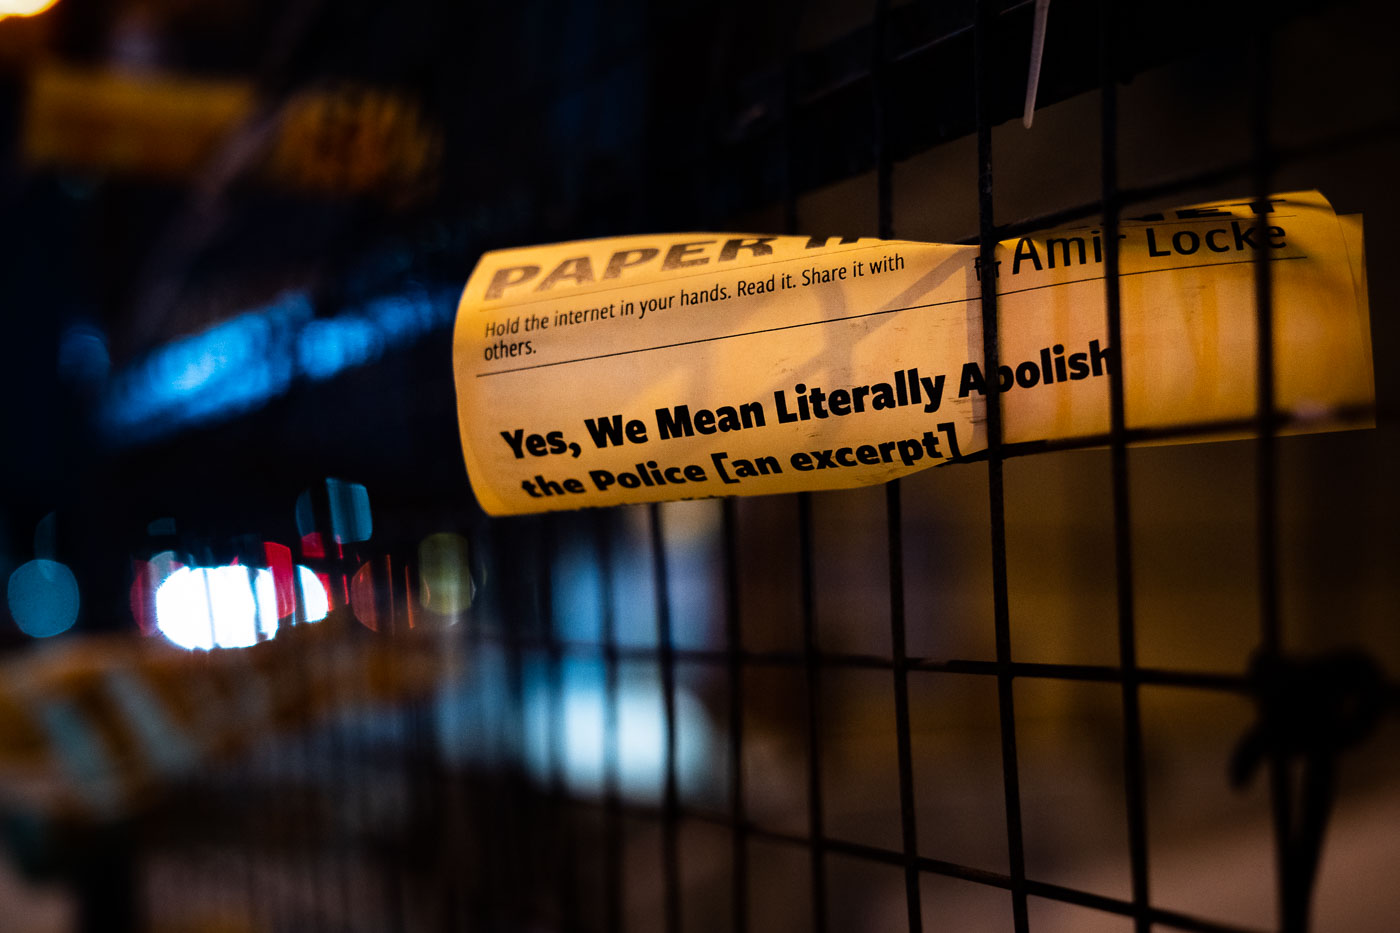 PAPER
for Amir Locke
Hold the internet in your hands. Read it. Share it with
others.
Yes, We Mean Literally Abolish
the Police [an excerpt]